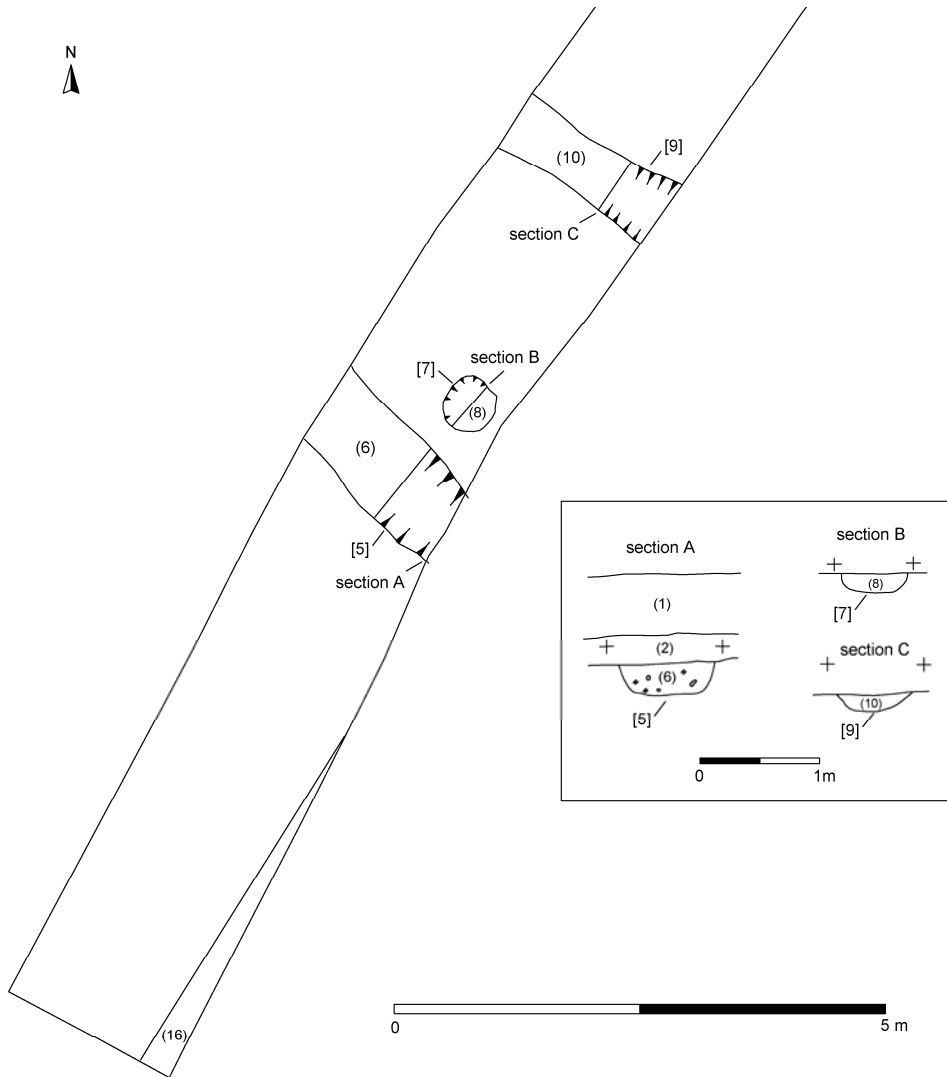 N
[9]
(10)
section C
section B
[7]
(8)
(6)
[5]
section A
section A
section B
(8)
(1)
[7]
section C
(2)
(6)
(10)
[5]
[9]
0
1m
0
5 m
(16)